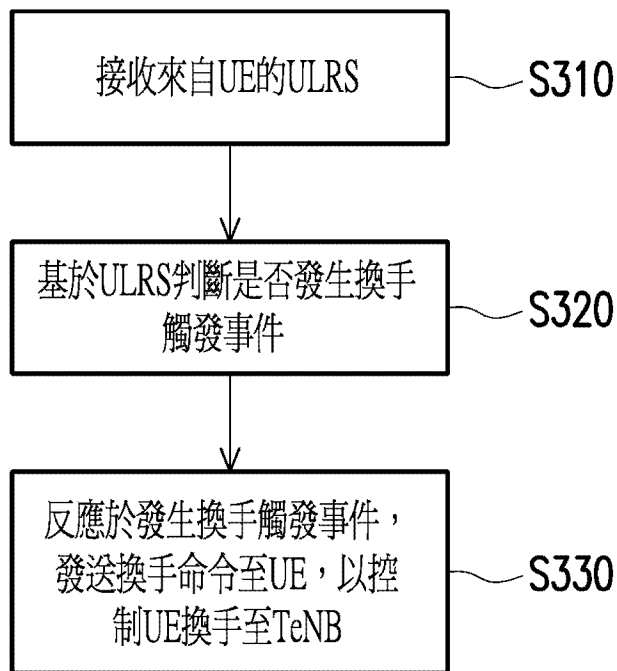 接收來自UE的ULRS
S310
基於ULRS判斷是否發生換手
觸發事件
S320
反應於發生換手觸發事件，
發送換手命令至UE，以控
制UE換手至TeNB
S330